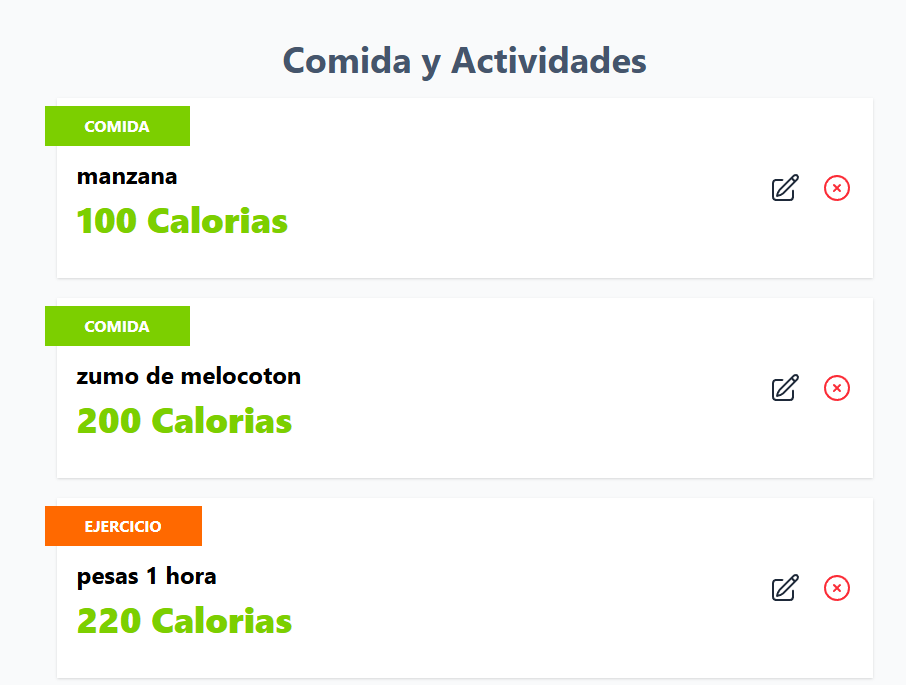 Comida y Actividades
COMIDA
manzana
100 Calorias
COMIDA
zumo de melocoton
200 Calorias
EJERCICIO
pesas 1 hora
220 Calorias